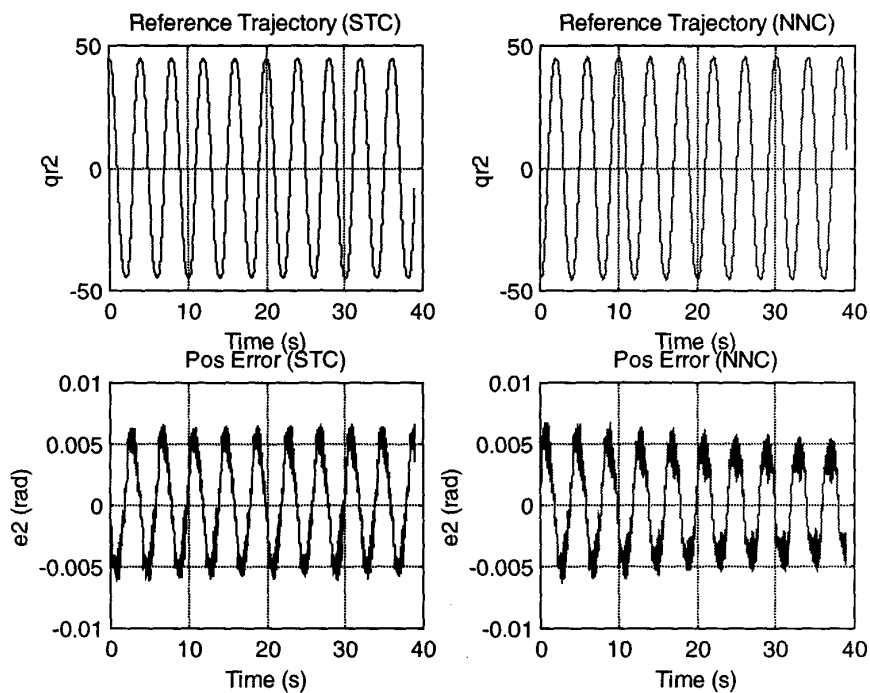 Reference Trajectory (STC)
50
0
-50
qr2
0 10 20 30 40
Time (s)
Reference Trajectory (NNC)
50
0
-50
qr2
0 10 20 30 40
Time (s)
Pos Error (STC)
0.01
0.005
0
-0.005
-0.01
e2 (rad)
0 10 20 30 40
Time (s)
Pos Error (NNC)
0.01
0.005
0
-0.005
-0.01
e2 (rad)
0 10 20 30 40
Time (s)